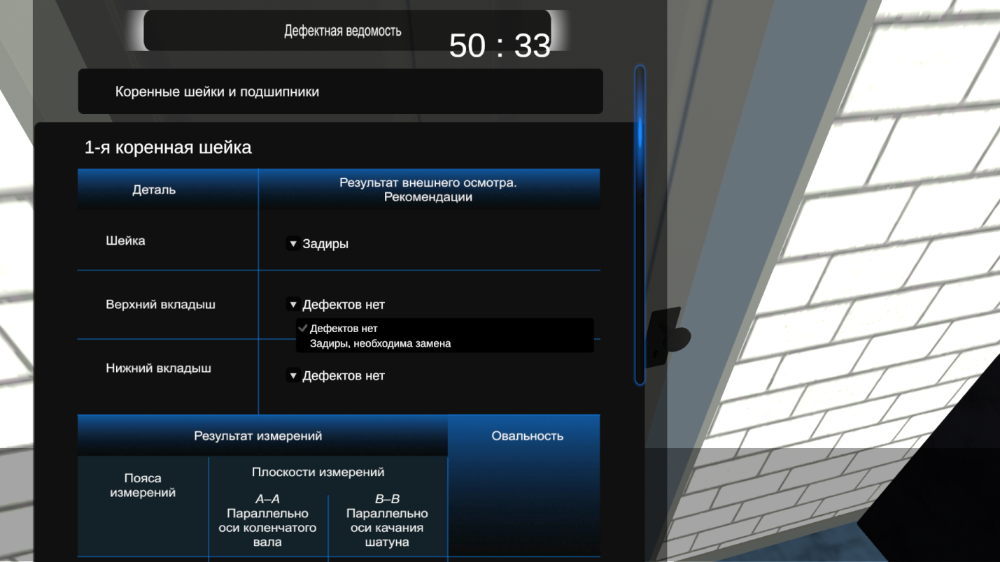 Дефектная ведомость
50 : 33
Коренные шейки и подшипники
1-я коренная шейка
Деталь
Результат внешнего осмотра.
Рекомендации
Шейка
Задиры
Верхний вкладыш
Дефектов нет
Дефектов нет
Задиры, необходима замена
Нижний вкладыш
Дефектов нет
Результат измерений
Овальность
Пояса
измерений
Плоскости измерений
A–A
Параллельно
оси коленчатого
вала
B–B
Параллельно
оси качания
шатуна